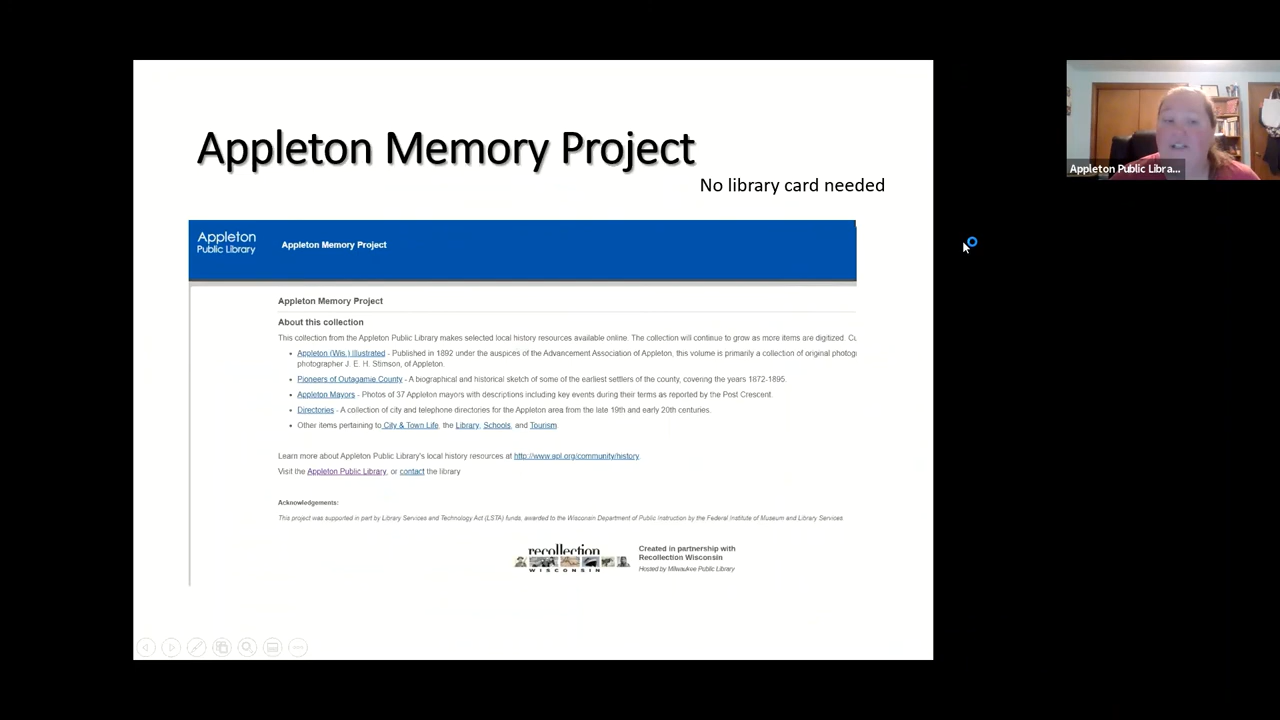 Appleton Memory Project
No library card needed
Appleton Public Libra...
Appleton
Public Library
Appleton Memory Project
Appleton Memory Project
About this collection
This collection from the Appleton Public Library makes selected local history resources available online. The collection will continue to grow as more items are digitized. Cu
Appleton (Wis.) Illustrated - Published in 1892 under the auspices of the Advancement Association of Appleton, this volume is primarily a collection of original photog
photographer J. E. H. Stimson, of Appleton.
Pioneers of Outagamie County - A biographical and historical sketch of some of the earliest settlers of the county, covering the years 1872-1895.
Appleton Mayors - Photos of 37 Appleton mayors with descriptions including key events during their terms as reported by the Post Crescent.
Directories - A collection of city and telephone directories for the Appleton area from the late 19th and early 20th centuries.
Other items pertaining to City & Town Life, the Library, Schools, and Tourism
Learn more about Appleton Public Library's local history resources at http://www.apl.org/community/history
Visit the Appleton Public Library, or contact the library
Acknowledgements:
This project was supported in part by Library Services and Technology Act (LSTA) funds, awarded to the Wisconsin Department of Public Instruction by the Federal Institute of Museum and Library Services
recollection
WISCONSIN
Created in partnership with
Recollection Wisconsin
Hosted by Milwaukee Public Library